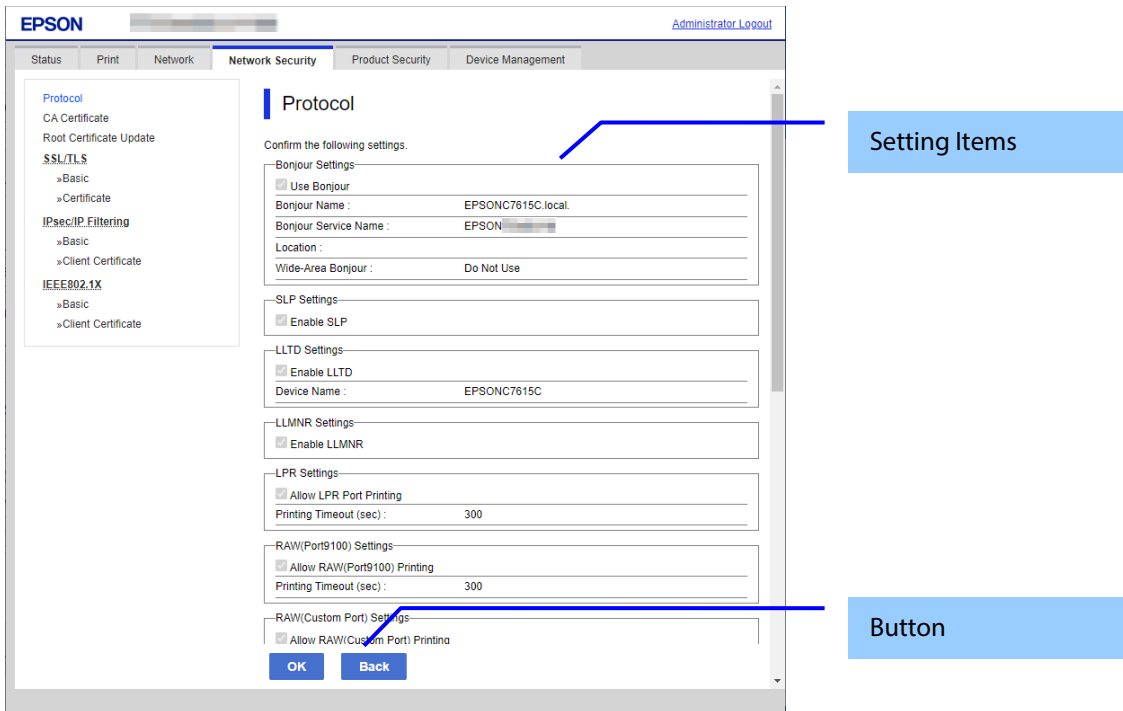 EPSON
Administrator Logout
Status Print Network Network Security Product Security Device Management
Protocol
CA Certificate
Root Certificate Update
SSL/TLS
»Basic
»Certificate
IPsec/IP Filtering
»Basic
»Client Certificate
IEEE802.1X
»Basic
»Client Certificate
Protocol
Confirm the following settings.
Bonjour Settings
Use Bonjour
Bonjour Name : EPSONC7615C.local.
Bonjour Service Name : EPSON
Location :
Wide-Area Bonjour : Do Not Use
SLP Settings
Enable SLP
LLTD Settings
Enable LLTD
Device Name : EPSONC7615C
LLMNR Settings
Enable LLMNR
LPR Settings
Allow LPR Port Printing
Printing Timeout (sec) : 300
RAW(Port9100) Settings
Allow RAW(Port9100) Printing
Printing Timeout (sec) : 300
RAW(Custom Port) Settings
Allow RAW(Custom Port) Printing
OK Back
Setting Items
Button